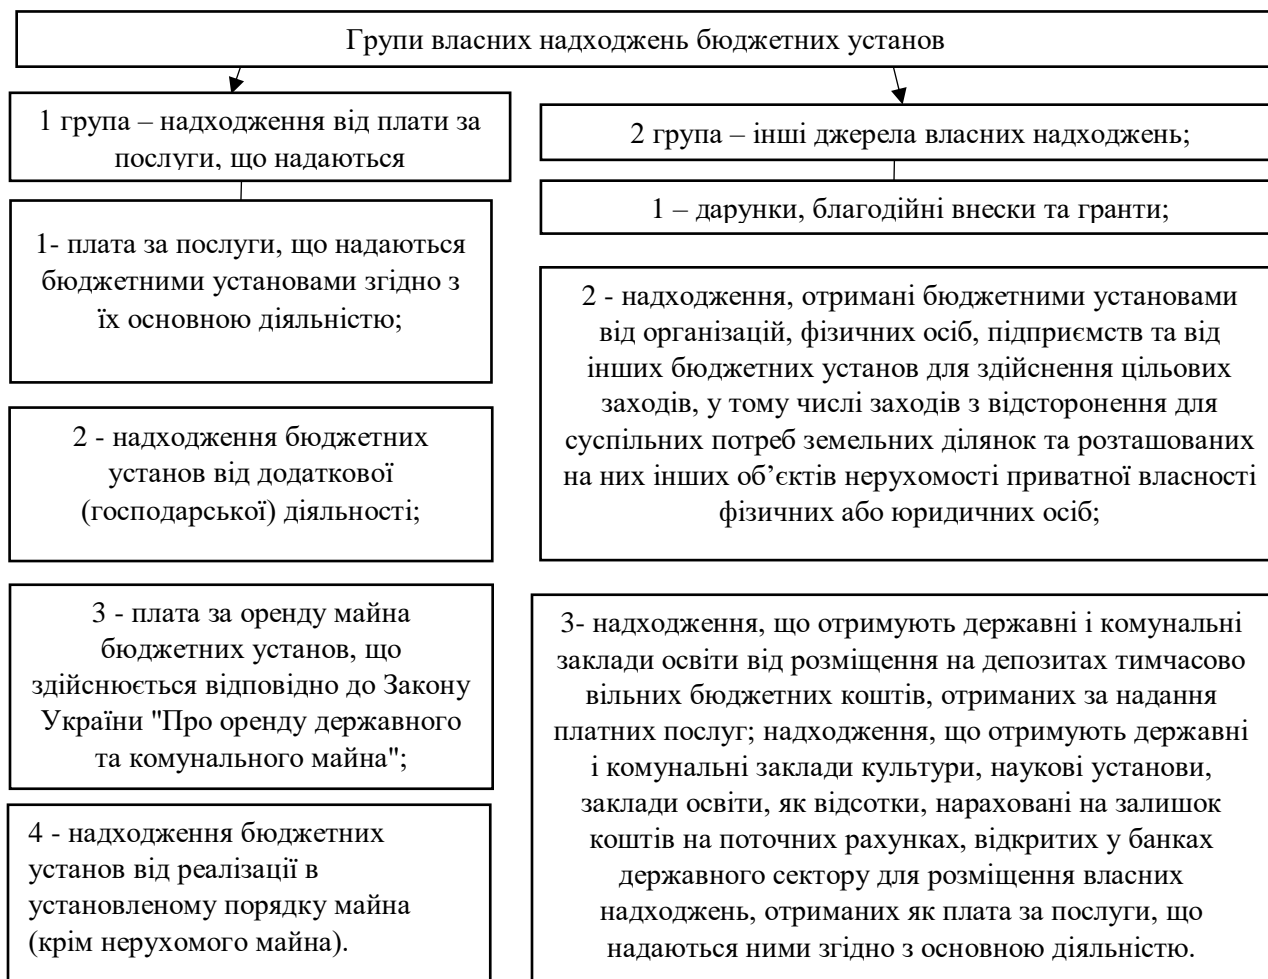 Групи власних надходжень бюджетних установ
1 група – надходження від плати за
послуги, що надаються
1- плата за послуги, що надаються
бюджетними установами згідно з
їх основною діяльністю;
2 - надходження бюджетних
установ від додаткової
(господарської) діяльності;
3 - плата за оренду майна
бюджетних установ, що
здійснюється відповідно до Закону
України "Про оренду державного
та комунального майна";
4 - надходження бюджетних
установ від реалізації в
установленому порядку майна
(крім нерухомого майна).
2 група – інші джерела власних надходжень;
1 – дарунки, благодійні внески та гранти;
2 - надходження, отримані бюджетними установами
від організацій, фізичних осіб, підприємств та від
інших бюджетних установ для здійснення цільових
заходів, у тому числі заходів з відсторонення для
суспільних потреб земельних ділянок та розташованих
на них інших об’єктів нерухомості приватної власності
фізичних або юридичних осіб;
3- надходження, що отримують державні і комунальні
заклади освіти від розміщення на депозитах тимчасово
вільних бюджетних коштів, отриманих за надання
платних послуг; надходження, що отримують державні
і комунальні заклади культури, наукові установи,
заклади освіти, як відсотки, нараховані на залишок
коштів на поточних рахунках, відкритих у банках
державного сектору для розміщення власних
надходжень, отриманих як плата за послуги, що
надаються ними згідно з основною діяльністю.